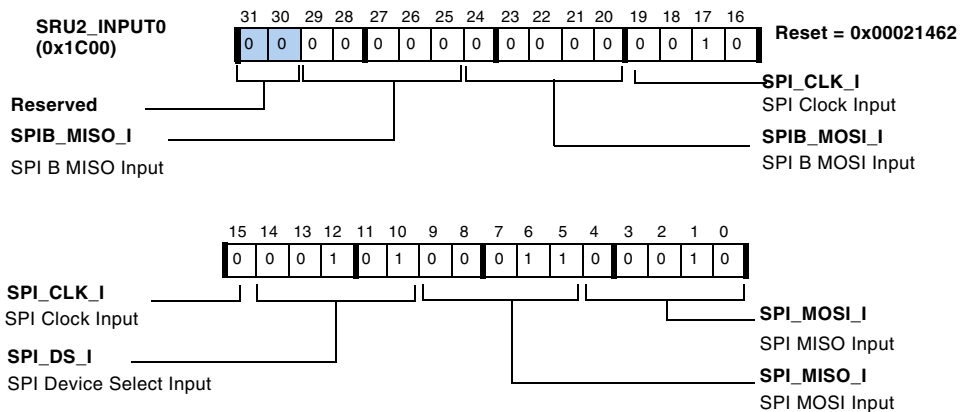 SRU2_INPUT0
(0x1C00)
31 30 29 28 27 26 25 24 23 22 21 20 19 18 17 16
0 0 0 0 0 0 0 0 0 0 0 0 0 0 1 0
Reset = 0x00021462
Reserved
SPIB_MISO_I
SPI B MISO Input
SPI_CLK_I
SPI Clock Input
SPIB_MOSI_I
SPI B MOSI Input
15 14 13 12 11 10 9 8 7 6 5 4 3 2 1 0
0 0 0 1 0 1 0 0 0 1 1 0 0 0 1 0
SPI_CLK_I
SPI Clock Input
SPI_DS_I
SPI Device Select Input
SPI_MOSI_I
SPI MISO Input
SPI_MISO_I
SPI MOSI Input